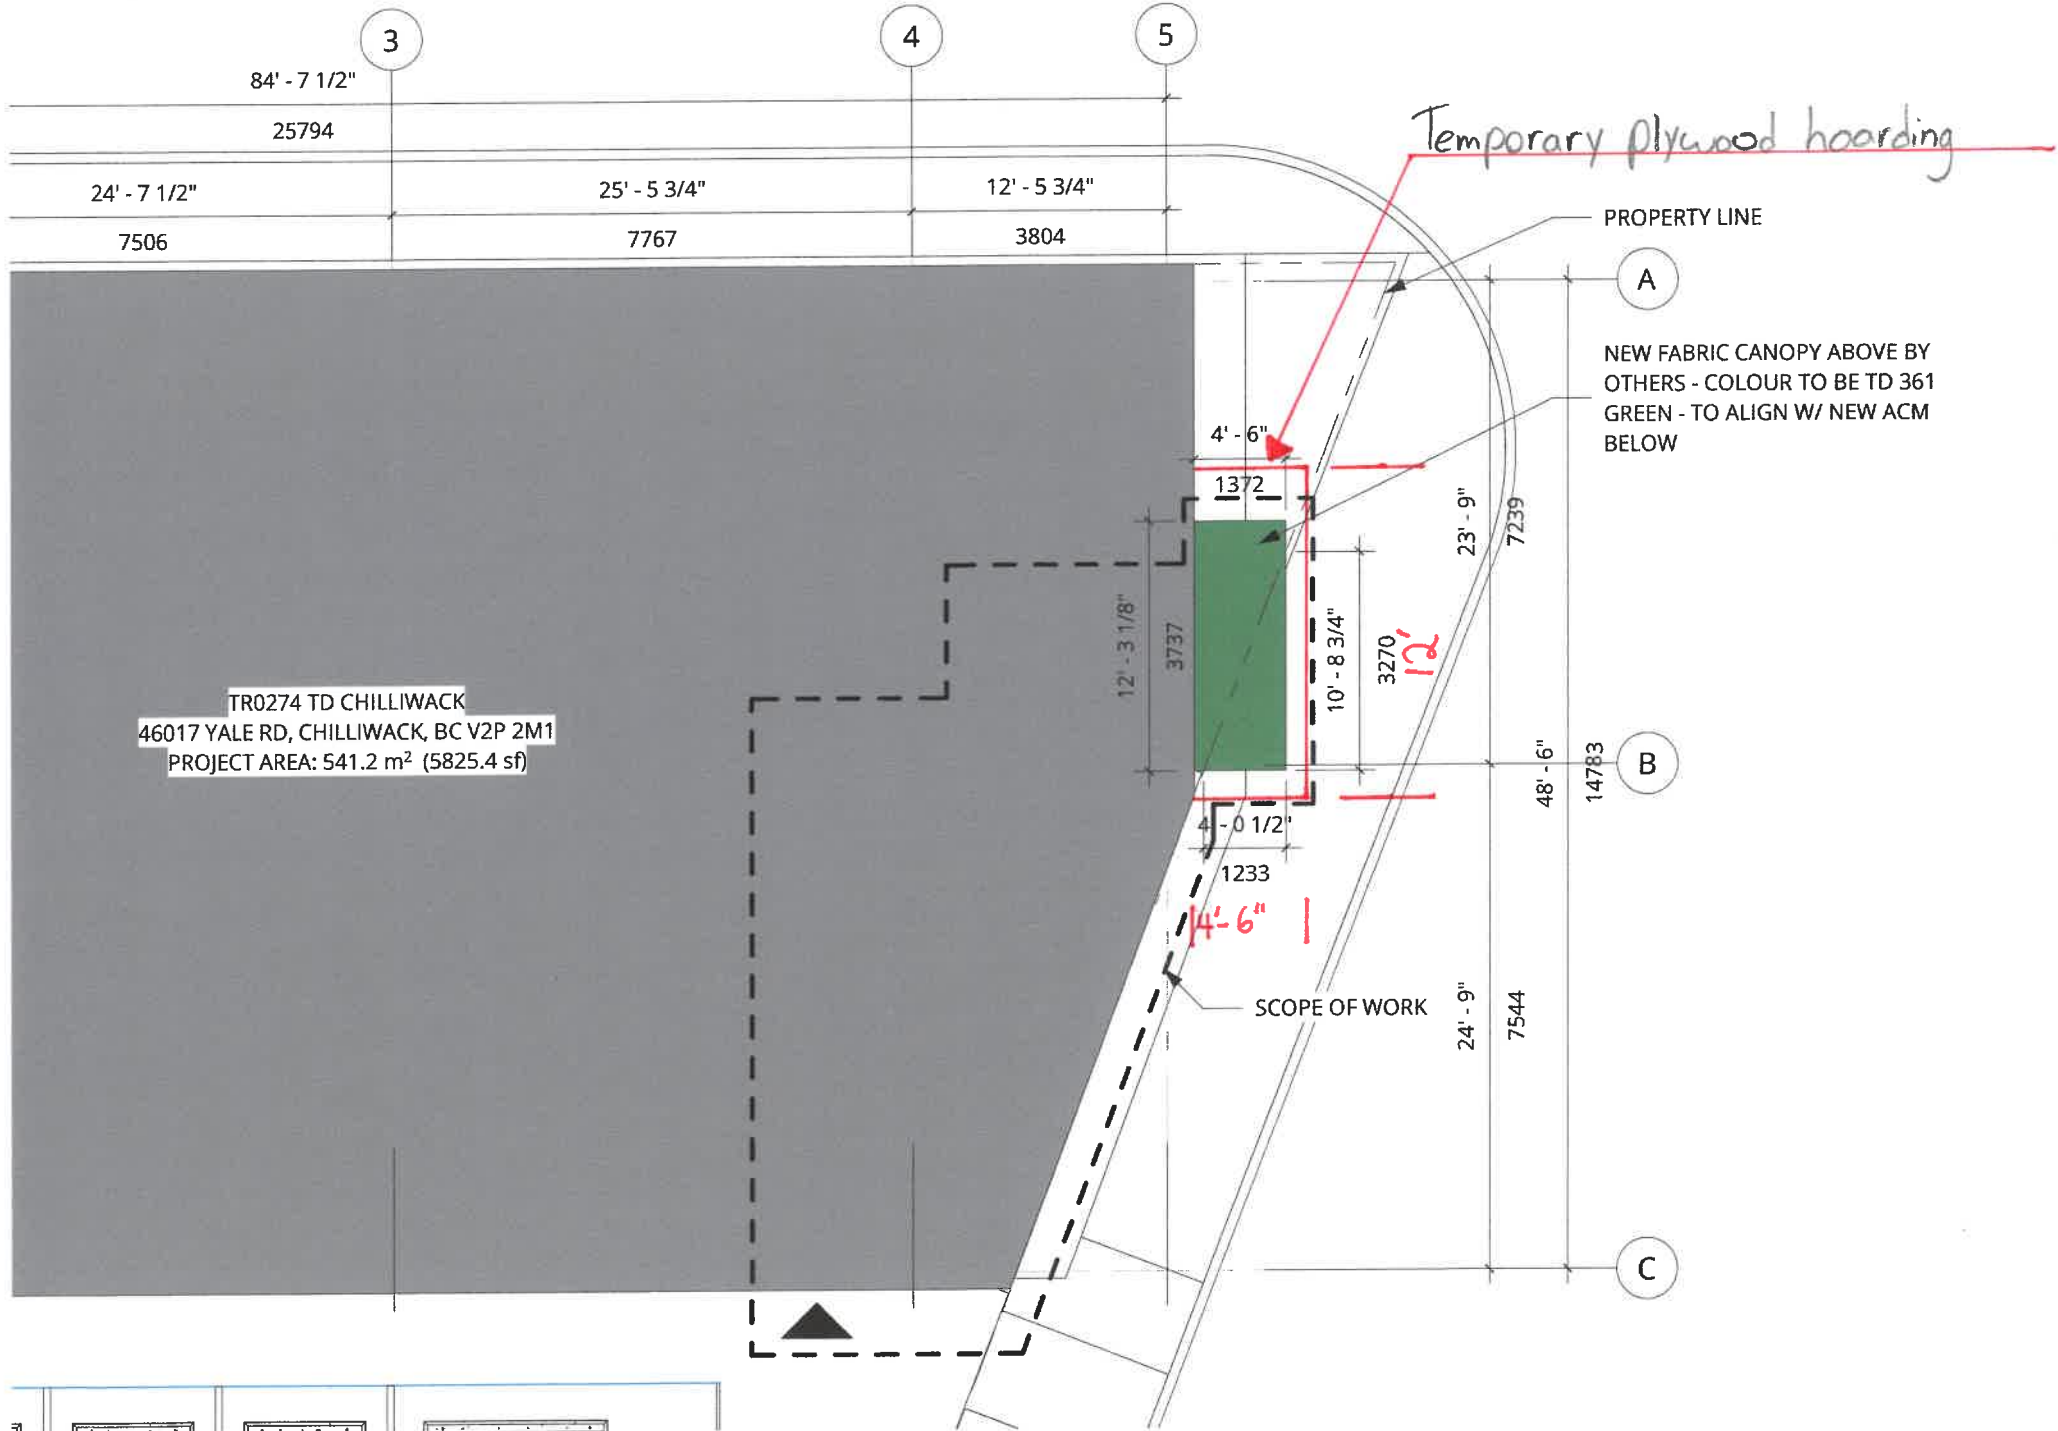 3
4
5
84' - 7 1/2"
25794
24' - 7 1/2"
25' - 5 3/4"
12' - 5 3/4"
7506
7767
3804
Temporary plywood hoarding
PROPERTY LINE
A
NEW FABRIC CANOPY ABOVE BY
OTHERS - COLOUR TO BE TD 361
GREEN - TO ALIGN W/ NEW ACM
BELOW
4' - 6"
1372
23' - 9"
7239
12' - 3 1/8"
3737
10' - 8 3/4"
3270
12'
TR0274 TD CHILLIWACK
46017 YALE RD, CHILLIWACK, BC V2P 2M1
PROJECT AREA: 541.2 m² (5825.4 sf)
48' - 6"
14783
B
4' - 0 1/2"
1233
4'-6"
SCOPE OF WORK
24' - 9"
7544
C